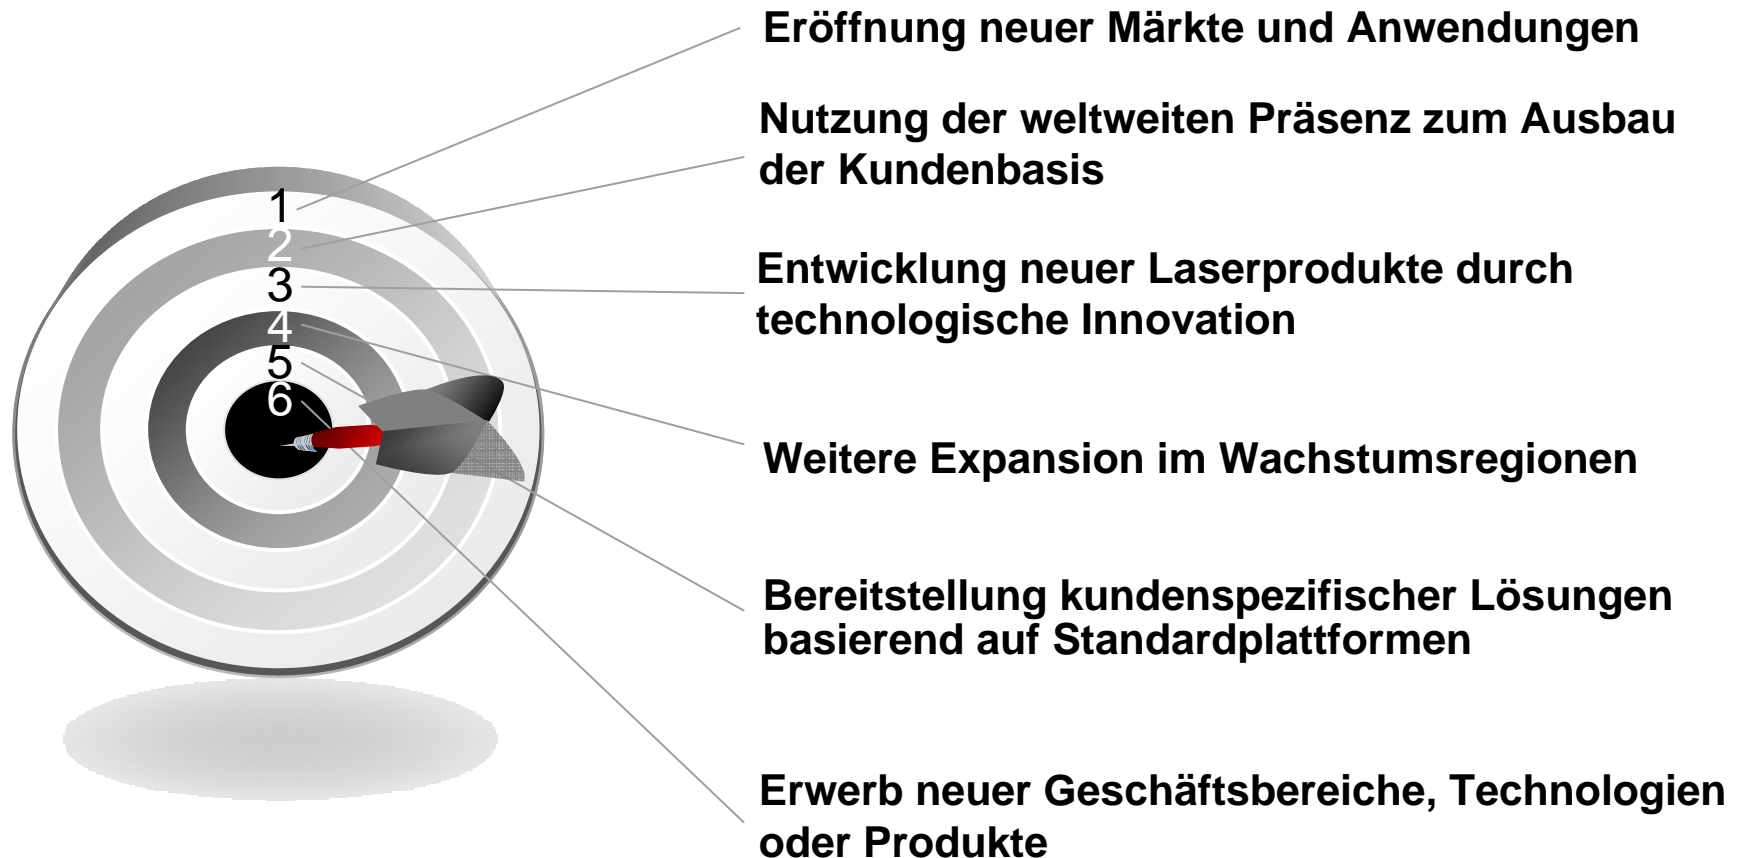 Eröffnung neuer Märkte und Anwendungen
Nutzung der weltweiten Präsenz zum Ausbau
der Kundenbasis
1
2
Entwicklung neuer Laserprodukte durch
technologische Innovation
3
4
5
6
Weitere Expansion im Wachstumsregionen
Bereitstellung kundenspezifischer Lösungen
basierend auf Standardplattformen
Erwerb neuer Geschäftsbereiche, Technologien
oder Produkte